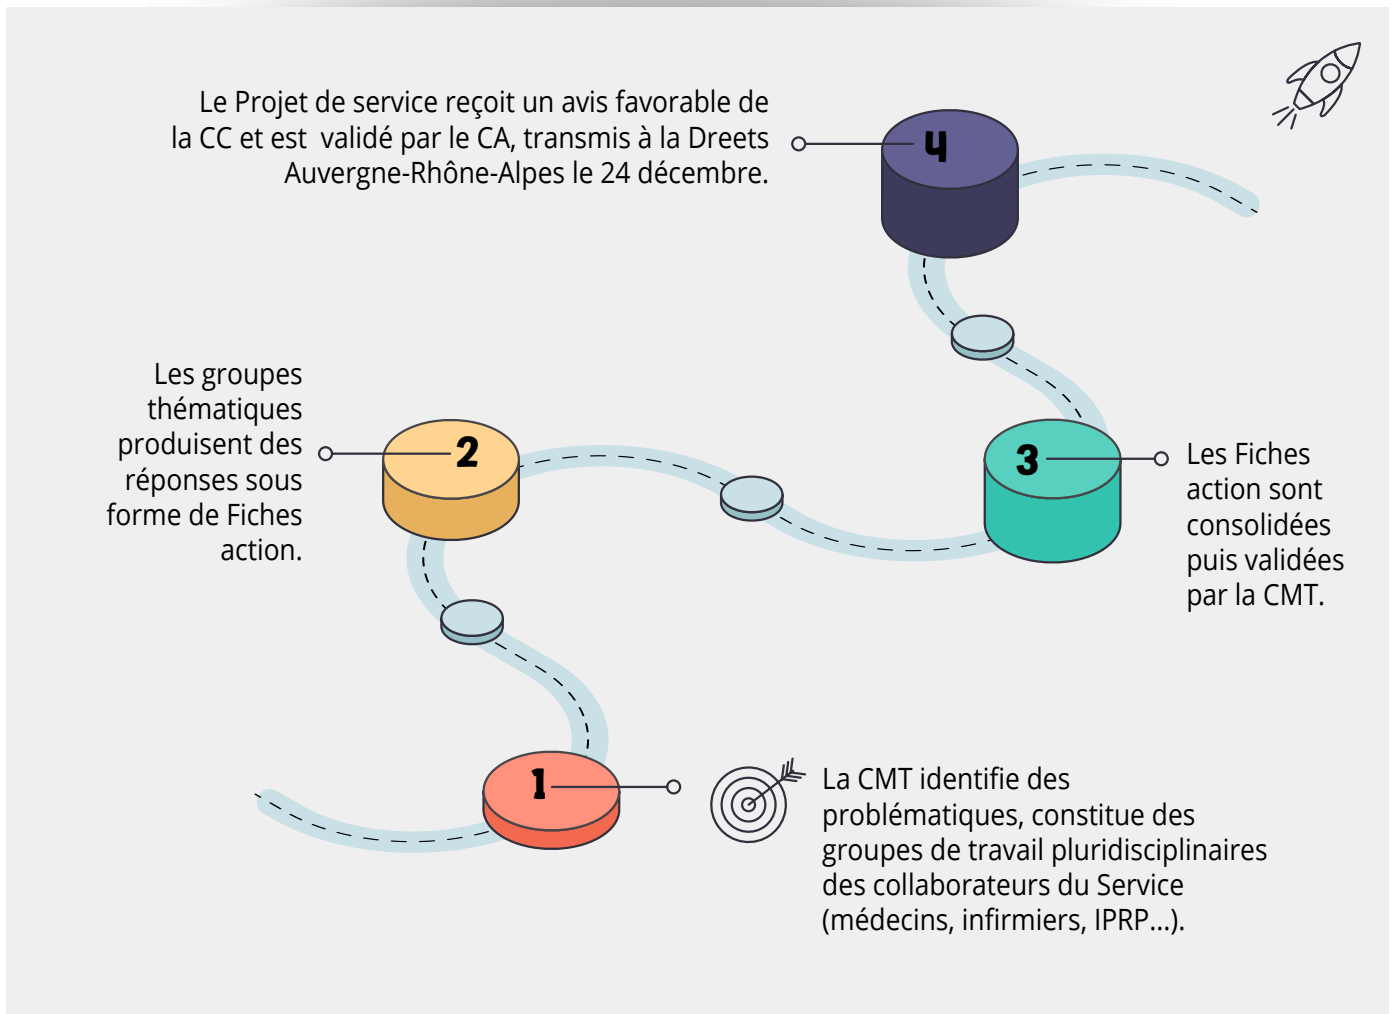 Le Projet de service reçoit un avis favorable de
la CC et est  validé par le CA, transmis à la Dreets
Auvergne-Rhône-Alpes le 24 décembre.
4
Les groupes
thématiques
produisent des
réponses sous
forme de Fiches
action.
2
3
Les Fiches
action sont
consolidées
puis validées
par la CMT.
1
La CMT identifie des
problématiques, constitue des
groupes de travail pluridisciplinaires
des collaborateurs du Service
(médecins, infirmiers, IPRP...).